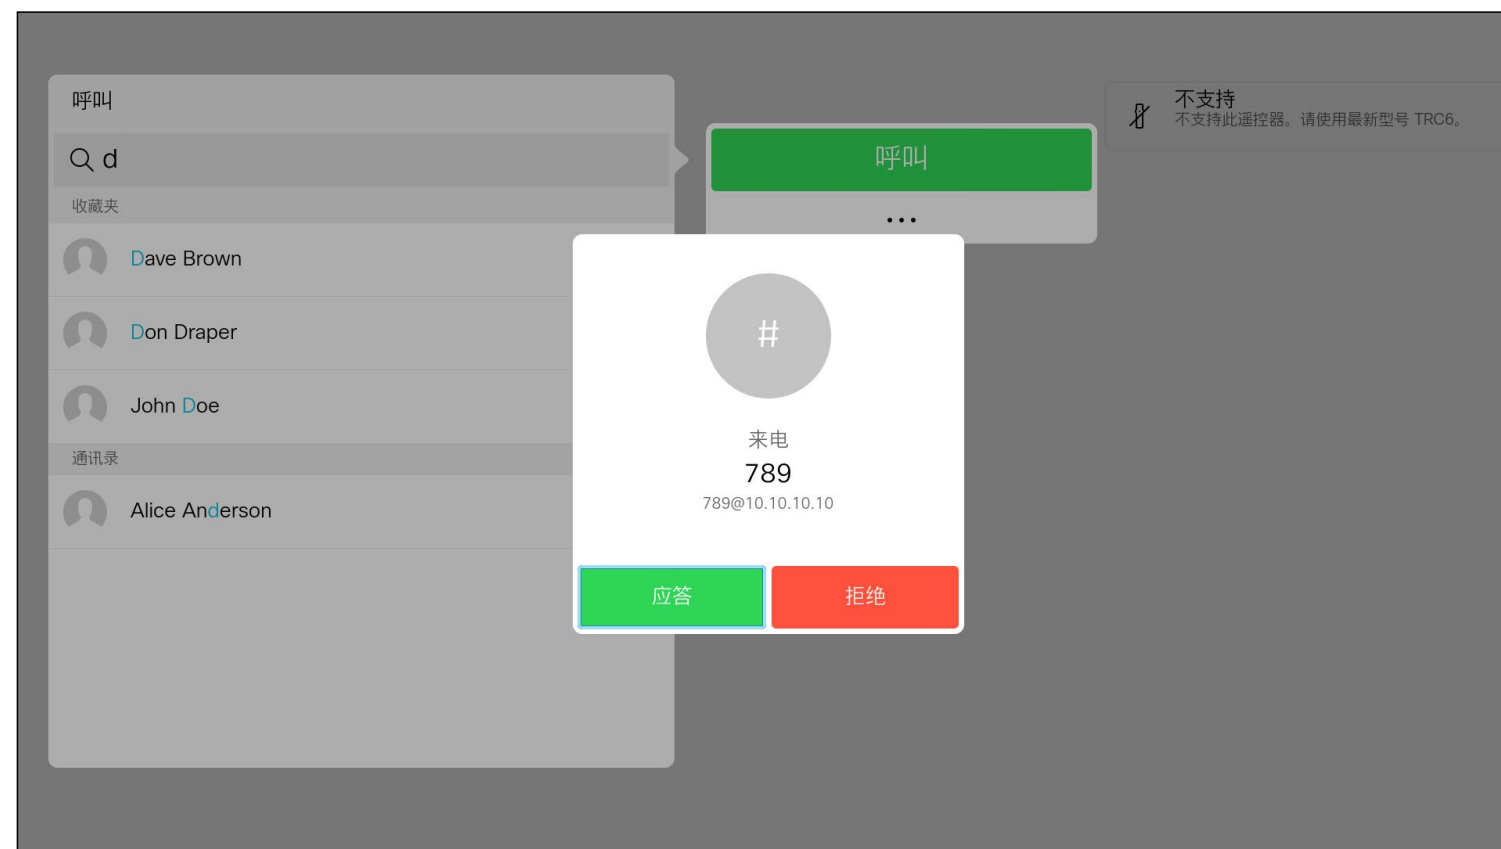 呼叫
d
收藏夹
Dave Brown
Don Draper
John Doe
通讯录
Alice Anderson
呼叫
...
不支持
不支持此遥控器。请使用最新型号 TRC6。
#
来电
789
789@10.10.10.10
应答
拒绝